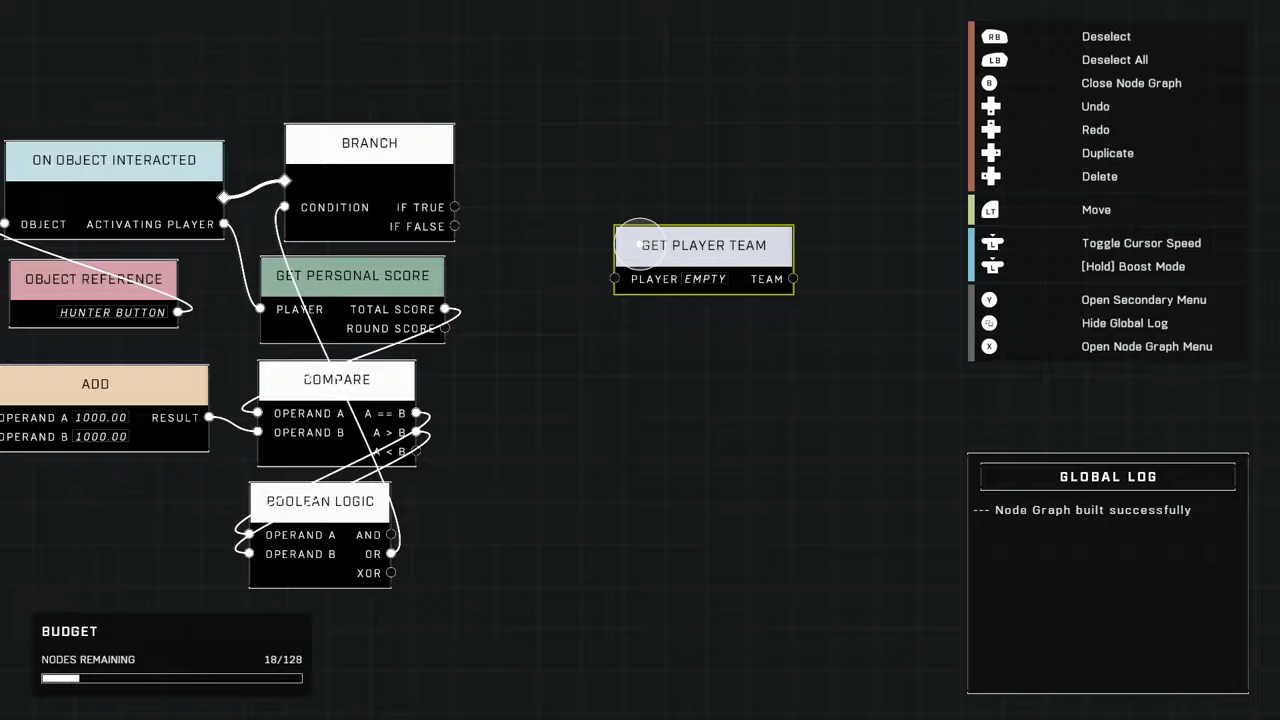 ON OBJECT INTERACTED
OBJECT ACTIVATING PLAYER
OBJECT REFERENCE
HUNTER BUTTON
ADD
OPERAND A 1000.00 RESULT
OPERAND B 1000.00
BRANCH
CONDITION IF TRUE
IF FALSE
GET PERSONAL SCORE
PLAYER TOTAL SCORE
ROUND SCORE
COMPARE
OPERAND A A == B
OPERAND B A > B
A < B
BOOLEAN LOGIC
OPERAND A AND
OPERAND B OR
XOR
GET PLAYER TEAM
PLAYER EMPTY TEAM
RB Deselect
LB Deselect All
B Close Node Graph
Undo
Redo
Duplicate
Delete
LT Move
L Toggle Cursor Speed
L [Hold] Boost Mode
Y Open Secondary Menu
Hide Global Log
X Open Node Graph Menu
GLOBAL LOG
--- Node Graph built successfully
BUDGET
NODES REMAINING 18/128